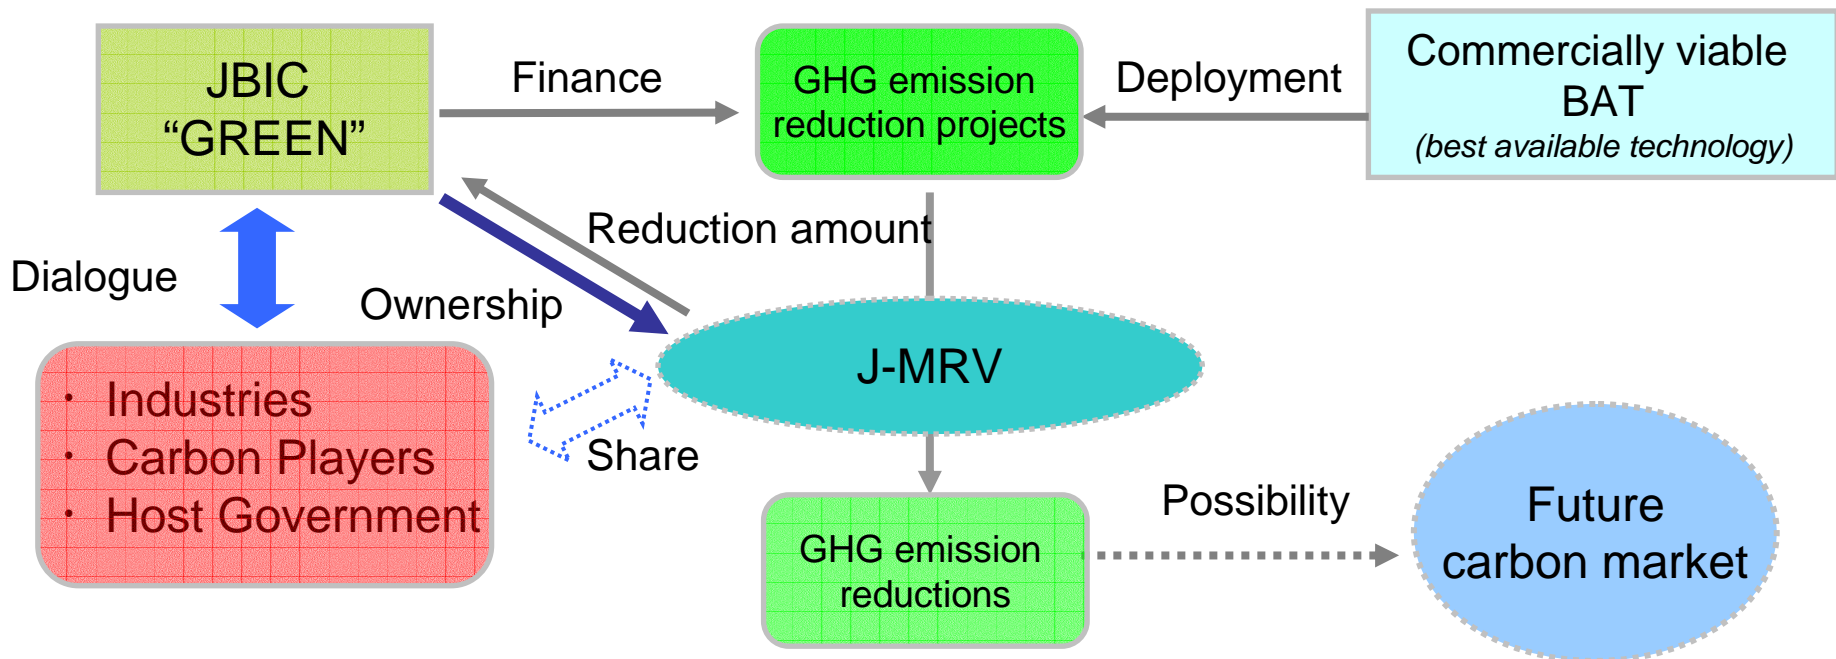 JBIC
“GREEN”
Finance
GHG emission
reduction projects
Deployment
Commercially viable
BAT
(best available technology)
Reduction amount
Dialogue
Ownership
J-MRV
・ Industries
・ Carbon Players
・ Host Government
Share
GHG emission
reductions
Possibility
Future
carbon market